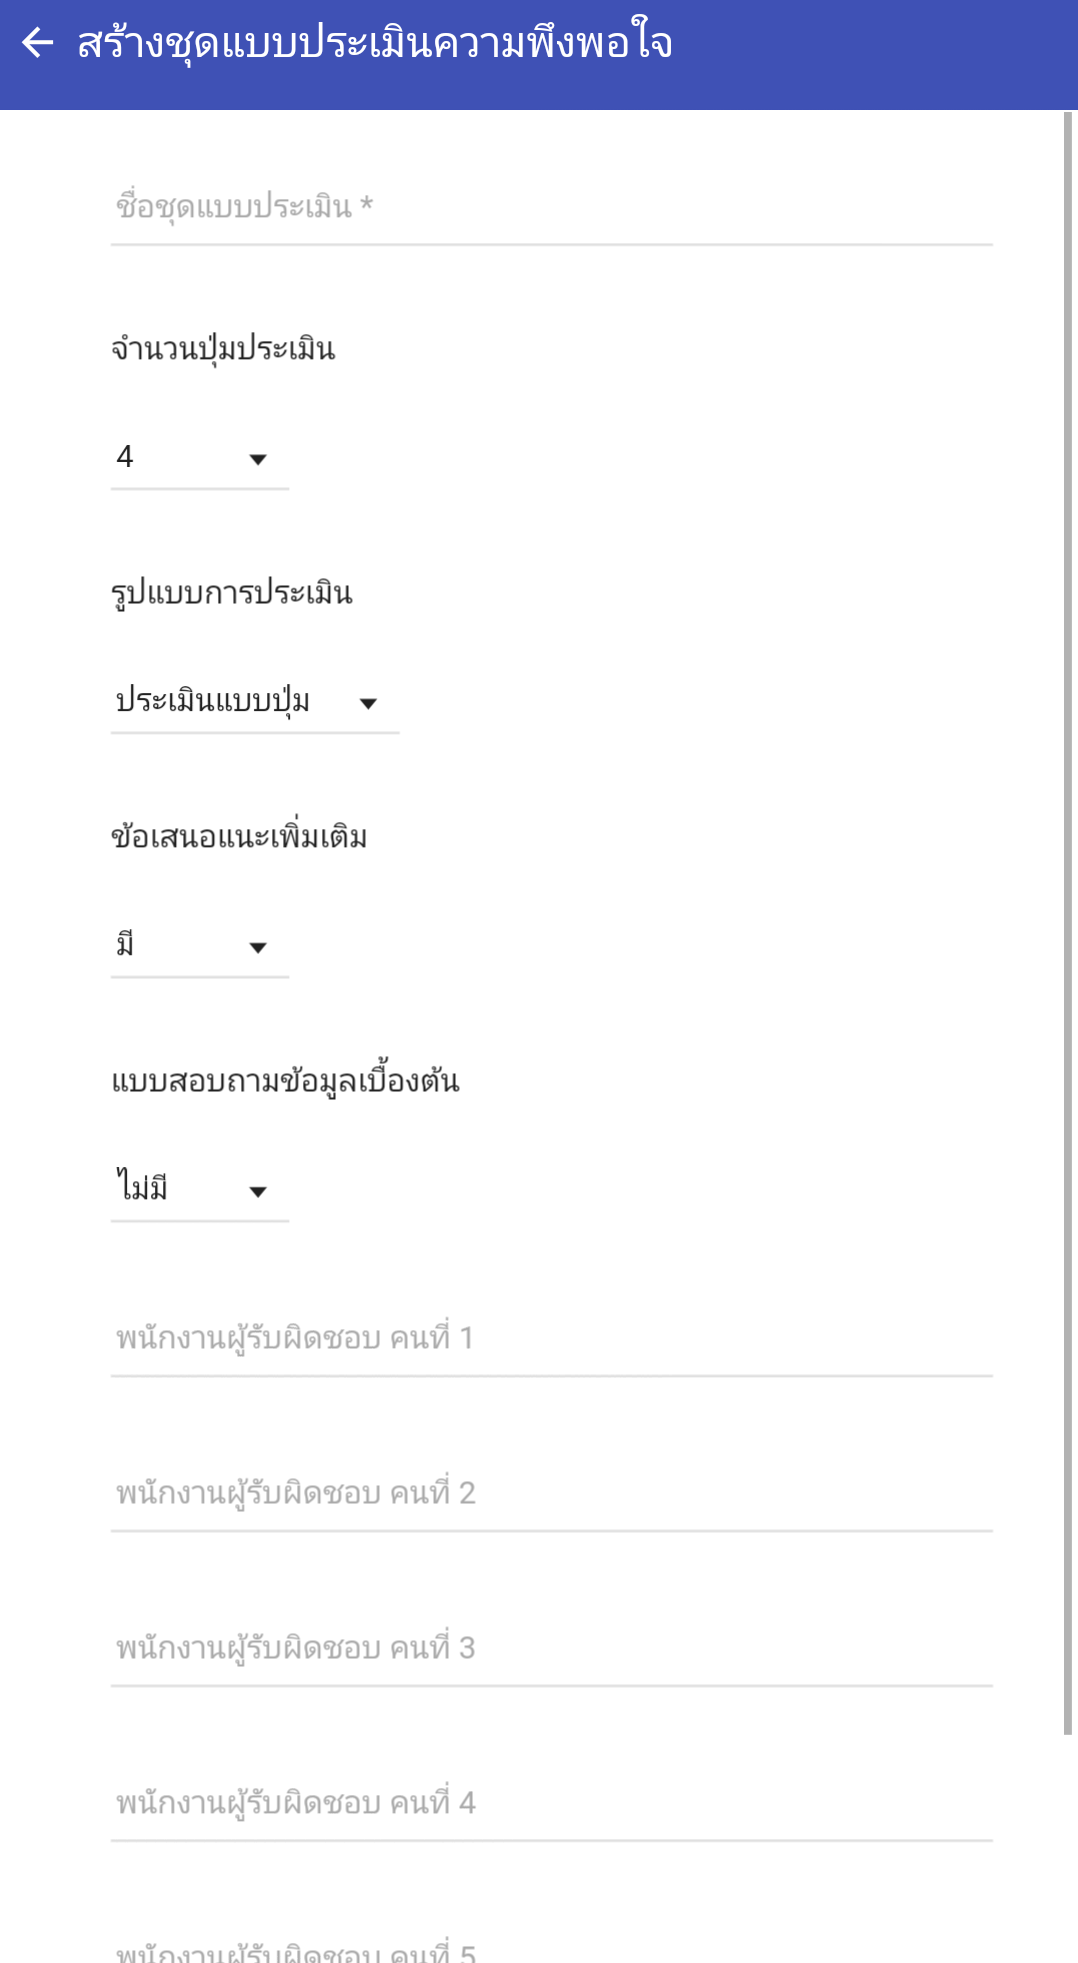 สร้างชุดแบบประเมินความพึงพอใจ
ชื่อชุดแบบประเมิน *
จำนวนปุ่มประเมิน
4
รูปแบบการประเมิน
ประเมินแบบปุ่ม
ข้อเสนอแนะเพิ่มเติม
มี
แบบสอบถามข้อมูลเบื้องต้น
ไม่มี
พนักงานผู้รับผิดชอบ คนที่ 1
พนักงานผู้รับผิดชอบ คนที่ 2
พนักงานผู้รับผิดชอบ คนที่ 3
พนักงานผู้รับผิดชอบ คนที่ 4
พนักงานผู้รับผิดชอบ คนที่ 5